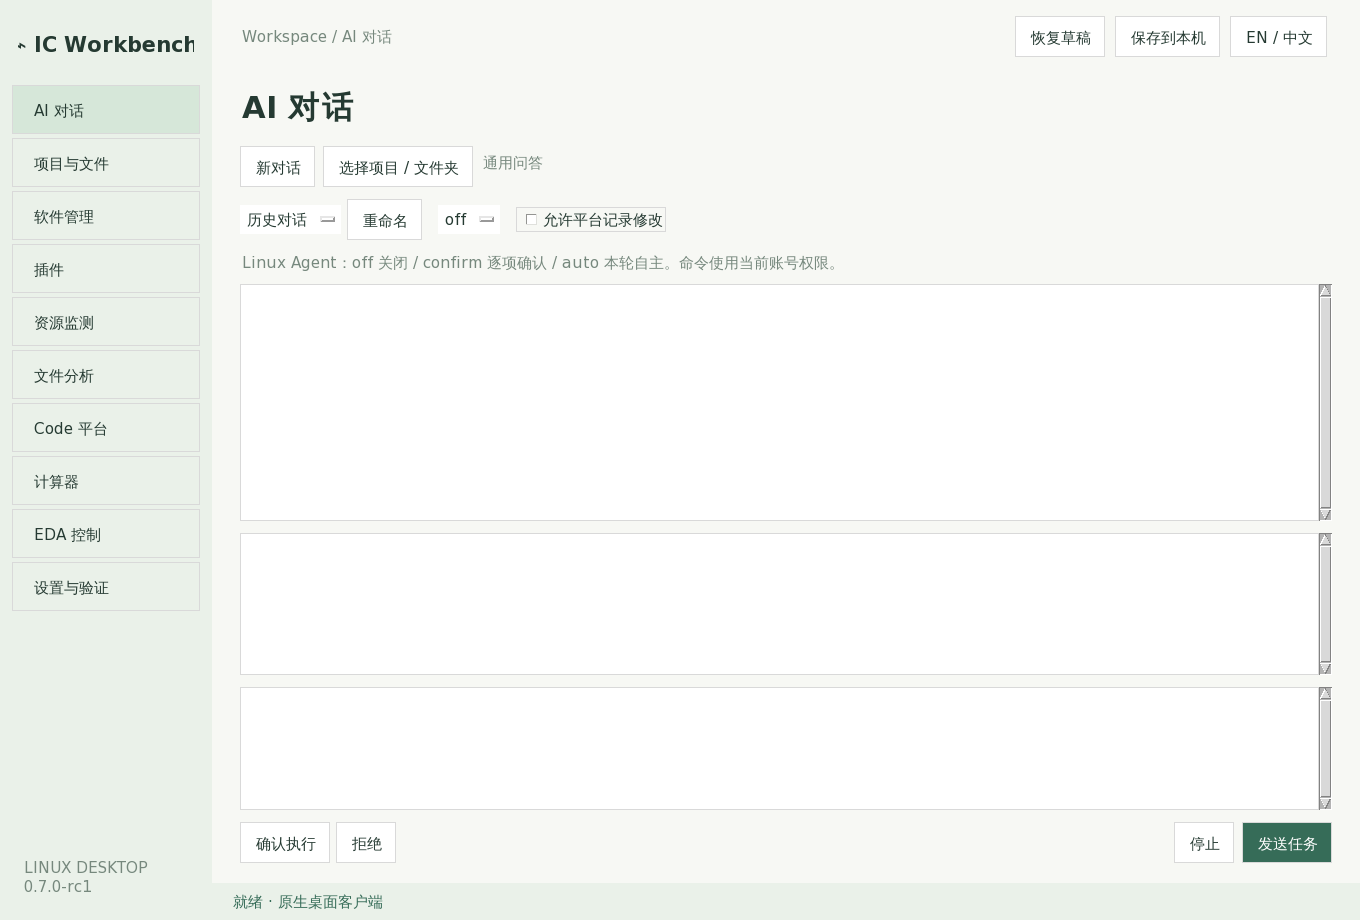 IC Workbench
AI 对话
项目与文件
软件管理
插件
资源监测
文件分析
Code 平台
计算器
EDA 控制
设置与验证
LINUX DESKTOP
0.7.0-rc1
Workspace / AI 对话
恢复草稿
保存到本机
EN / 中文
AI 对话
新对话
选择项目 / 文件夹
通用问答
历史对话
重命名
off
允许平台记录修改
Linux Agent：off 关闭 / confirm 逐项确认 / auto 本轮自主。命令使用当前账号权限。
确认执行
拒绝
停止
发送任务
就绪 · 原生桌面客户端